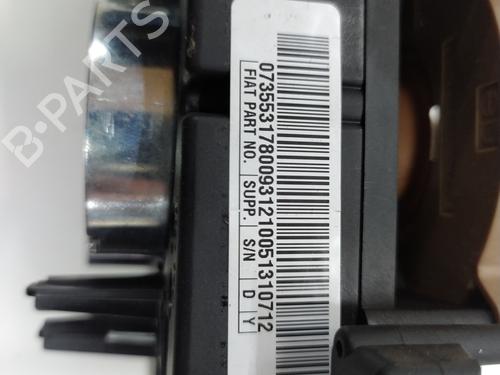 07355317800931210051310712
FIAT PART NO. SUPP. S/N D Y
B-PARTS